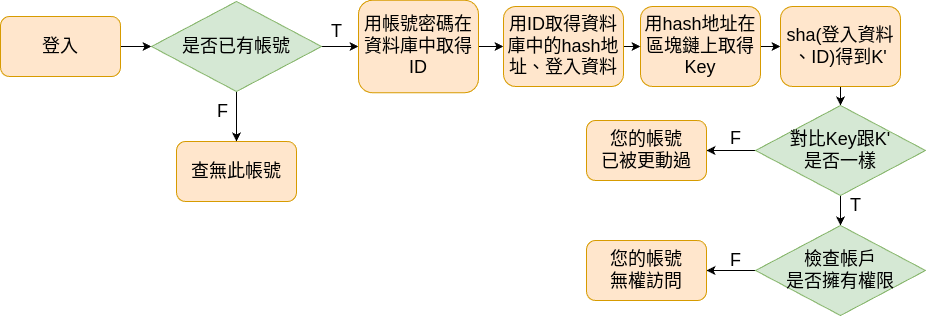 登入
是否已有帳號
T
用帳號密碼在
資料庫中取得
ID
用ID取得資料
庫中的hash地
址、登入資料
用hash地址在
區塊鏈上取得
Key
sha(登入資料
、ID)得到K'
F
查無此帳號
對比Key跟K'
是否一樣
F
您的帳號
已被更動過
T
檢查帳戶
是否擁有權限
F
您的帳號
無權訪問